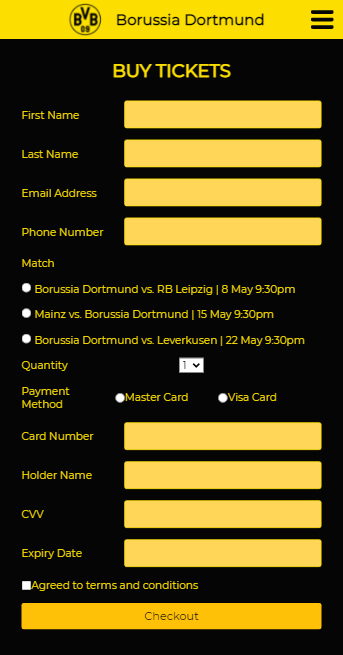 BVB
09
Borussia Dortmund
BUY TICKETS
First Name
Last Name
Email Address
Phone Number
Match
Borussia Dortmund vs. RB Leipzig | 8 May 9:30pm
Mainz vs. Borussia Dortmund | 15 May 9:30pm
Borussia Dortmund vs. Leverkusen | 22 May 9:30pm
Quantity 1
Payment
Method
Master Card Visa Card
Card Number
Holder Name
CVV
Expiry Date
Agreed to terms and conditions
Checkout